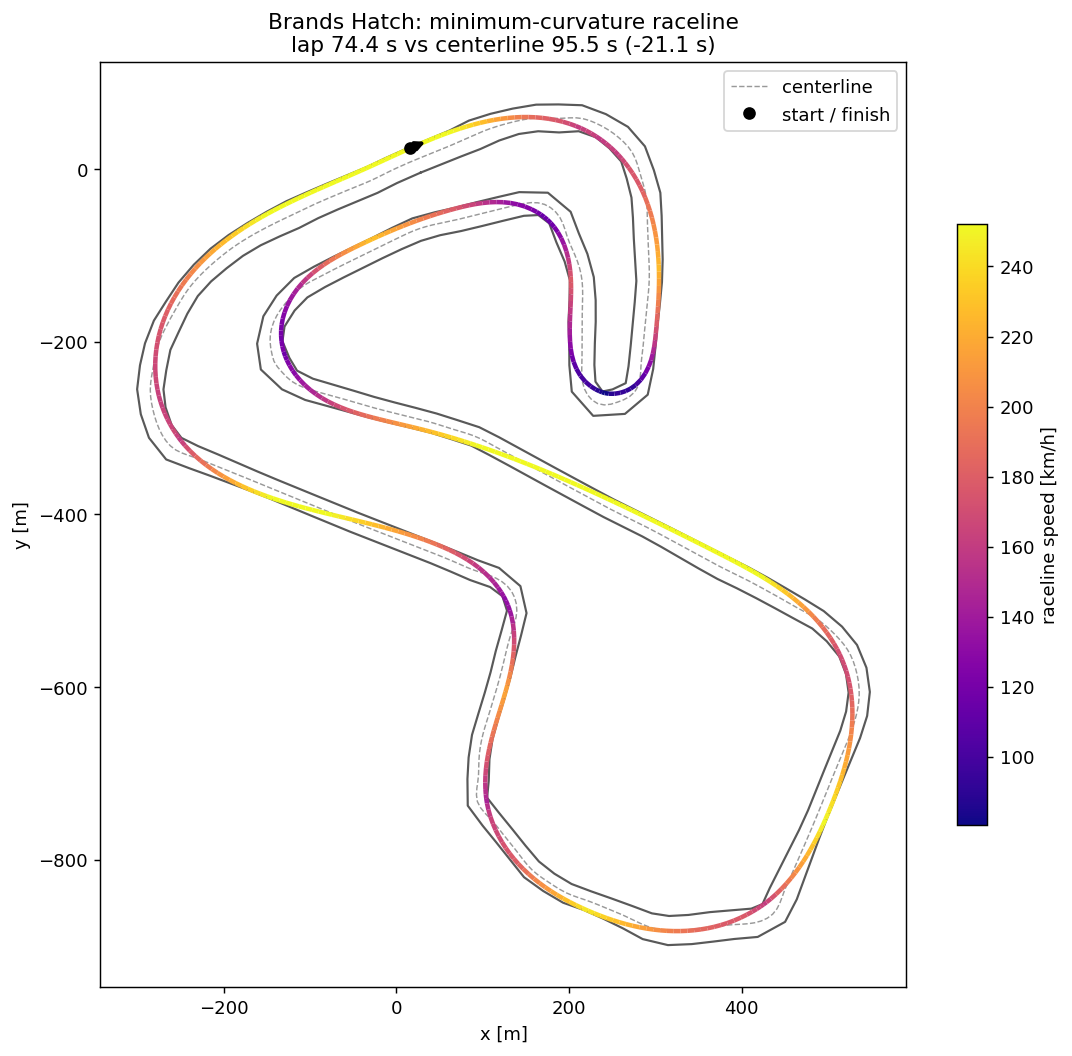 Brands Hatch: minimum-curvature raceline
lap 74.4 s vs centerline 95.5 s (-21.1 s)
centerline
start / finish
0
−200
−400
−600
−800
y [m]
−200
0
200
400
x [m]
240
220
200
180
160
140
120
100
raceline speed [km/h]